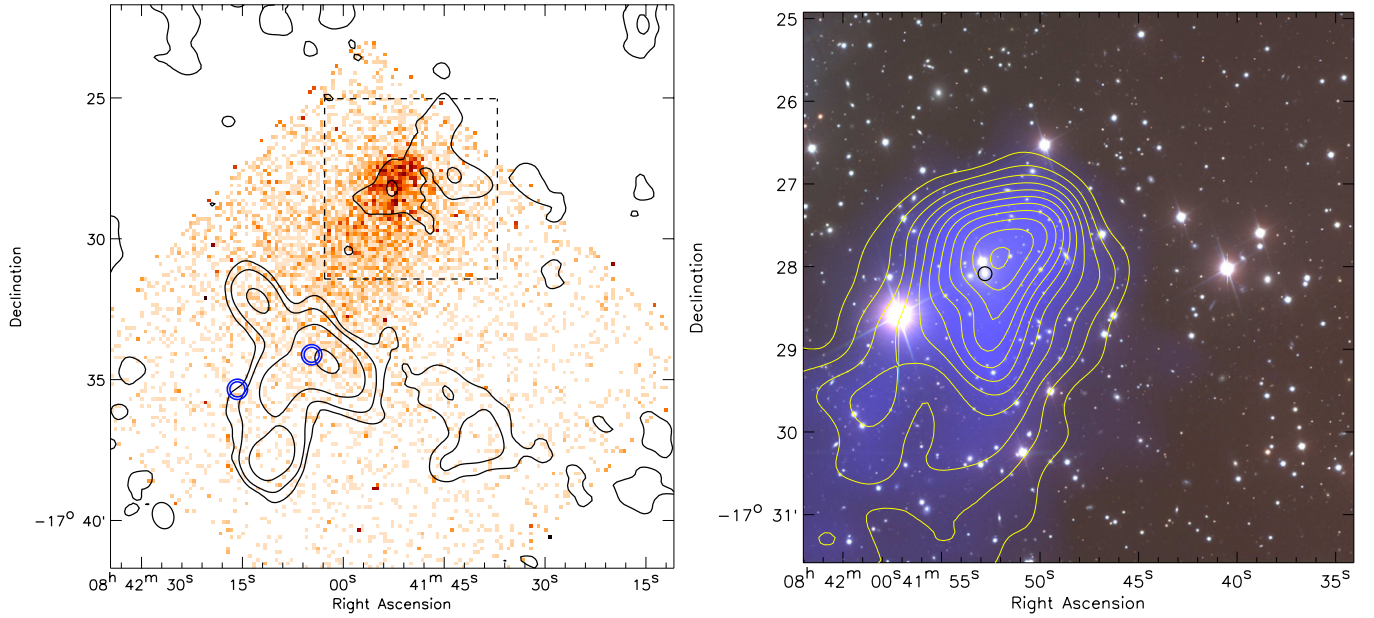 25
30
35
−17° 40'
Declination
08ʰ 42ᵐ 30ˢ 15ˢ 00ˢ 41ᵐ 45ˢ 30ˢ 15ˢ
Right Ascension
25
26
27
28
29
30
−17° 31'
Declination
08ʰ 42ᵐ 00ˢ 41ᵐ 55ˢ 50ˢ 45ˢ 40ˢ 35ˢ
Right Ascension